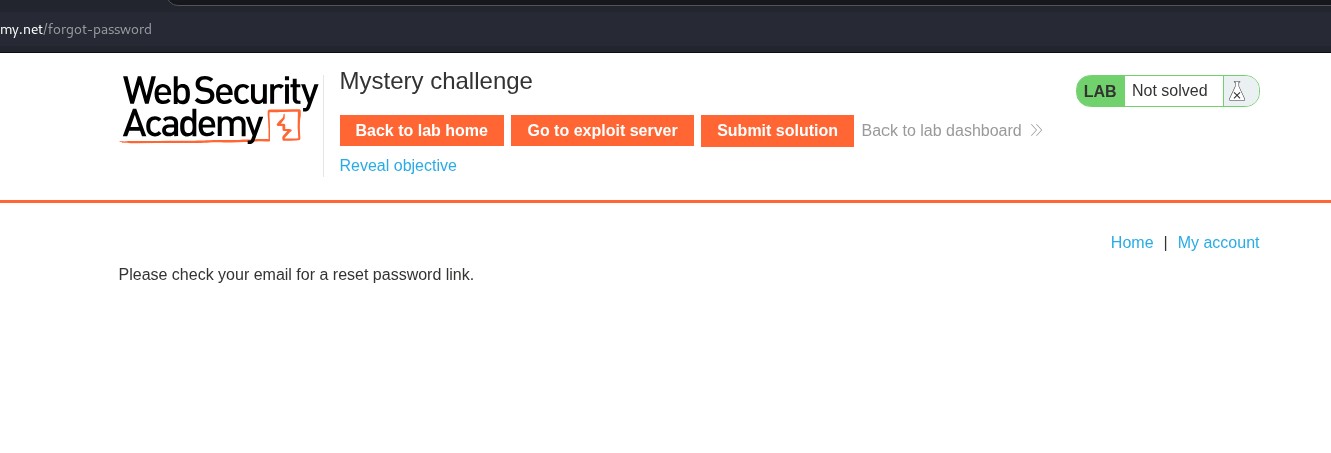 my.net/forgot-password
Web Security
Academy
Mystery challenge
LAB Not solved
Back to lab home Go to exploit server Submit solution Back to lab dashboard
Reveal objective
Home | My account
Please check your email for a reset password link.